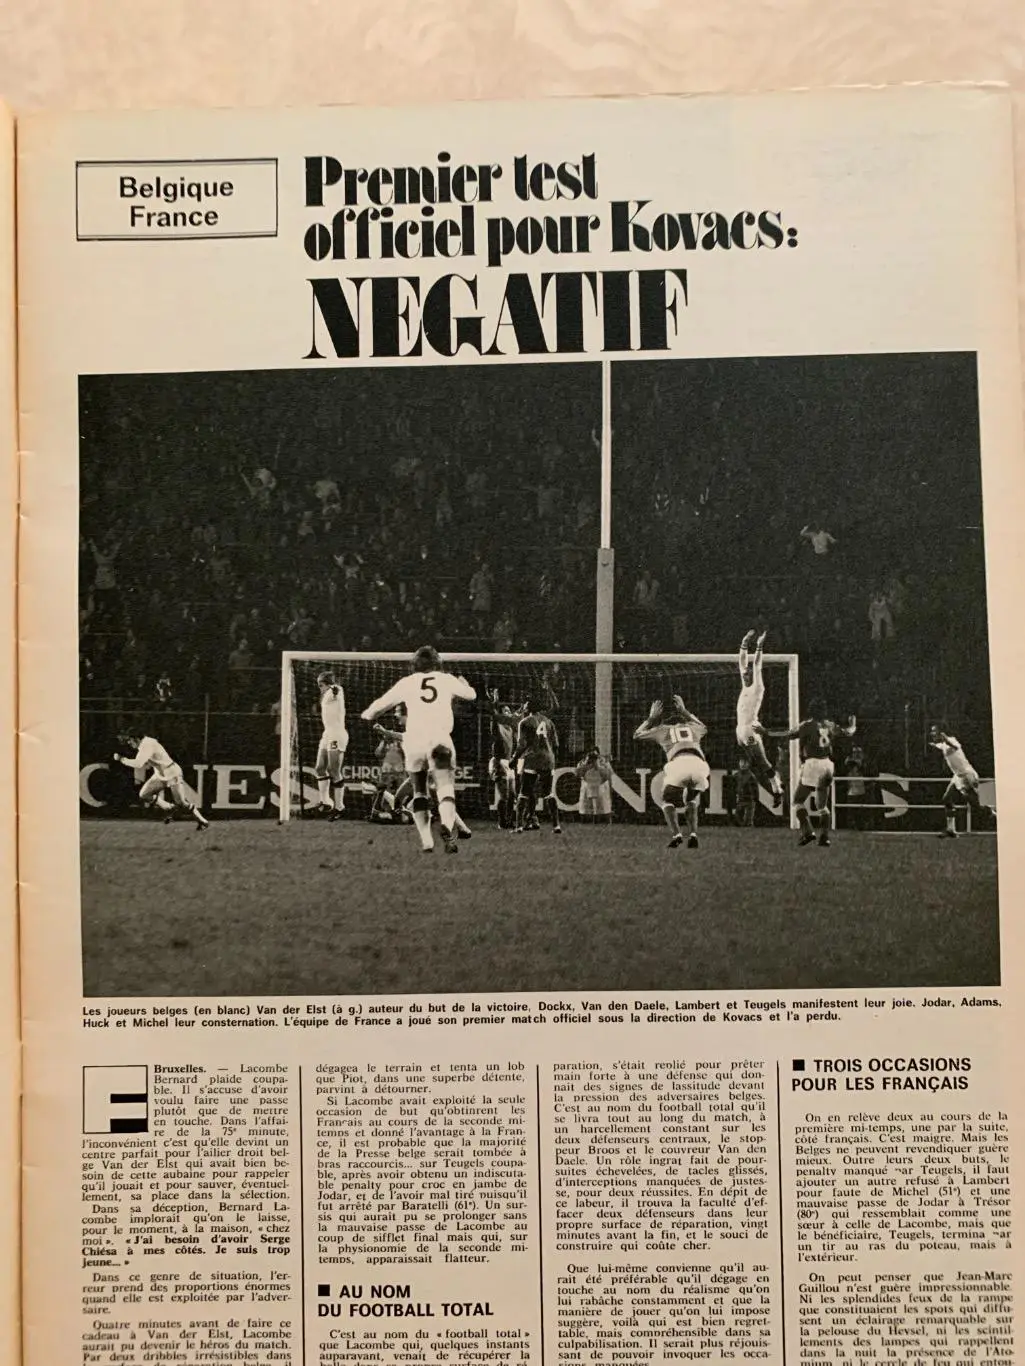 Belgique
France
Premier test
officiel pour Kovacs:
NEGATIF
5
10
4
Les joueurs belges (en blanc) Van der Elst (à g.) auteur du but de la victoire, Dockx, Van den Daele, Lambert et Teugels manifestent leur joie. Jodar, Adams,
Huck et Michel leur consternation. L'équipe de France a joué son premier match officiel sous la direction de Kovacs et l'a perdu.
Bruxelles. — Lacombe
Bernard plaide coupa-
ble. Il s'accuse d'avoir
voulu faire une passe
plutôt que de mettre
en touche. Dans l'affai-
re de la 75e minute,
l'inconvénient c'est qu'elle devint un
centre parfait pour l'ailier droit bel-
ge Van der Elst qui avait bien be-
soin de cette aubaine pour rappeler
qu'il jouait et pour sauver, éventuel-
lement, sa place dans la sélection.
Dans sa déception, Bernard La-
combe implorait qu'on le laisse,
pour le moment, à la maison, « chez
moi ». « J'ai besoin d'avoir Serge
Chiésa à mes côtés. Je suis trop
jeune... »
Dans ce genre de situation, l'er-
reur prend des proportions énormes
quand elle est exploitée par l'adver-
saire.
Quatre minutes avant de faire ce
cadeau à Van der Elst, Lacombe
aurait pu devenir le héros du match.
Par deux dribles irrésistibles dans
dégagea le terrain et tenta un lob
que Piot, dans une superbe détente,
parvint à détourner.
Si Lacombe avait exploité la seule
occasion de but qu'obtinrent les
Français au cours de la seconde mi-
temps et donné l'avantage à la Fran-
ce, il est probable que la majorité
de la Presse belge serait tombée à
bras raccourcis... sur Teugels coupa-
ble, après avoir obtenu un indiscuta-
ble penalty pour croc en jambe de
Jodar, et de l'avoir mal tiré puisqu'il
fut arrêté par Baratelli (61e). Un sur-
sis qui aurait pu se prolonger sans
la mauvaise passe de Lacombe au
coup de sifflet final mais qui, sur
la physionomie de la seconde mi-
temps, apparaissait flatteur.
■ AU NOM
DU FOOTBALL TOTAL
C'est au nom du « football total »
que Lacombe qui, quelques instants
auparavant, venait de récupérer la
paration, s'était replié pour prêter
main forte à une défense qui don-
nait des signes de lassitude devant
la pression des adversaires belges.
C'est au nom du football total qu'il
se livra tout au long du match, à
un harcellement constant sur les
deux défenseurs centraux, le stop-
peur Broos et le couvreur Van den
Daele. Un rôle ingrat fait de pour-
suites échevelées, de tacles glissés,
d'interceptions manquées de justes-
se, pour deux réussites. En dépit de
ce labeur, il trouva la faculté d'ef-
facer deux défenseurs dans leur
propre surface de réparation, vingt
minutes avant la fin, et le souci de
construire qui coûte cher.
Que lui-même convienne qu'il au-
rait été préférable qu'il dégage en
touche au nom du réalisme qu'on
lui rabâche constamment et que la
manière de jouer qu'on lui impose
suggère, voilà qui est bien regret-
table, mais compréhensible dans sa
culpabilisation. Il serait plus réjouis-
sant de pouvoir invoquer les occa-
sions manquées.
■ TROIS OCCASIONS
POUR LES FRANÇAIS
On en relève deux au cours de la
première mi-temps, une par la suite,
côté français. C'est maigre. Mais les
Belges ne peuvent revendiquer guère
mieux. Outre leurs deux buts, le
penalty manqué par Teugels, il faut
ajouter un autre refusé à Lambert
pour faute de Michel (51e) et une
mauvaise passe de Jodar à Trésor
(80e) qui ressemblait comme une
sœur à celle de Lacombe, mais que
le bénéficiaire, Teugels, termina par
un tir au ras du poteau, mais à
l'extérieur.
On peut penser que Jean-Marc
Guillou n'est guère impressionnable.
Ni les splendides feux de la rampe
que constituaient les spots qui diffu-
sent un éclairage remarquable sur
la pelouse du Heysel, ni les scintil-
lements des lampes qui rappellent
dans la nuit la présence de l'Ato-